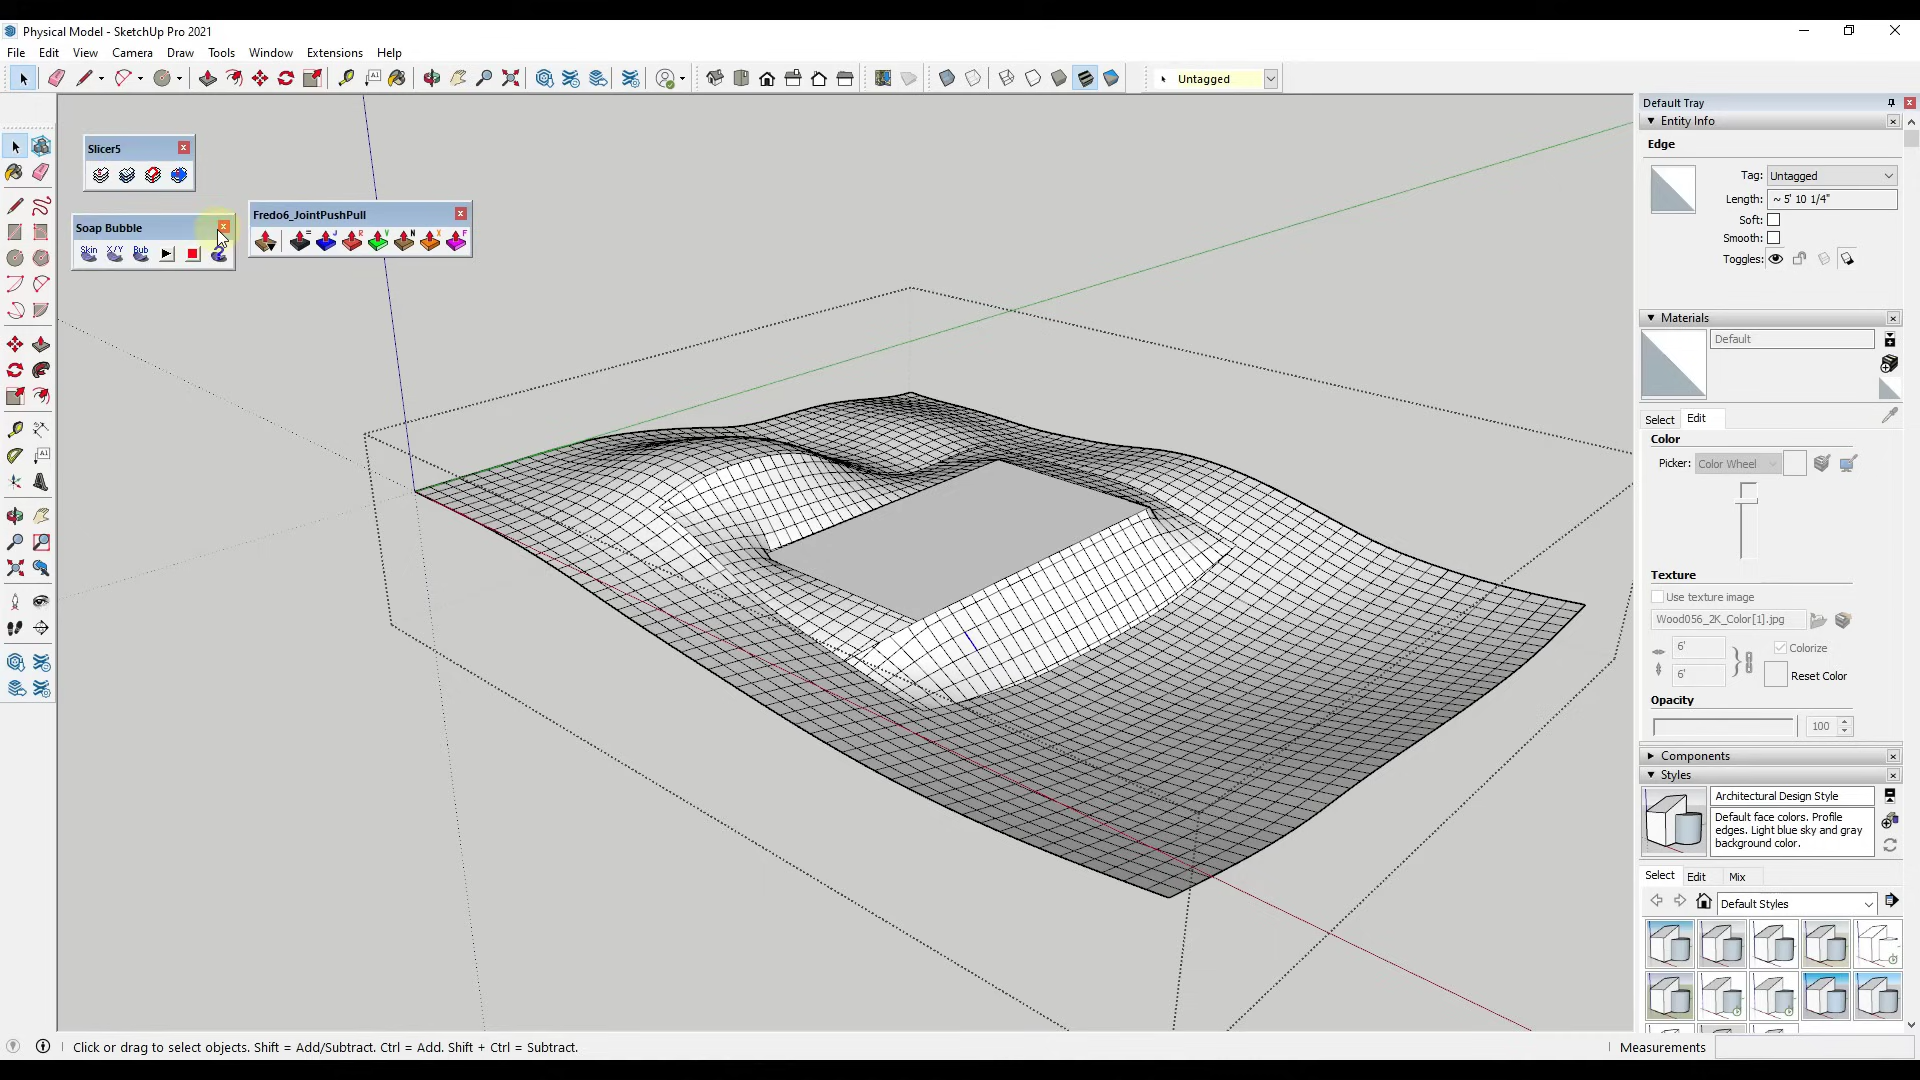 Physical Model - SketchUp Pro 2021
File Edit View Camera Draw Tools Window Extensions Help
Untagged
Slicer5
Soap Bubble
Skin X/Y Bub
Fredo6_JointPushPull
= J R V N X F
Default Tray
Entity Info
Edge
Tag: Untagged
Length: ~ 5' 10 1/4"
Soft:
Smooth:
Toggles:
Materials
Default
Select Edit
Color
Picker: Color Wheel
Texture
Use texture image
Wood056_2K_Color[1].jpg
6'
Colorize
6'
Reset Color
Opacity
100
Components
Styles
Architectural Design Style
Default face colors. Profile
edges. Light blue sky and gray
background color.
Select Edit Mix
Default Styles
Click or drag to select objects. Shift = Add/Subtract. Ctrl = Add. Shift + Ctrl = Subtract.
Measurements